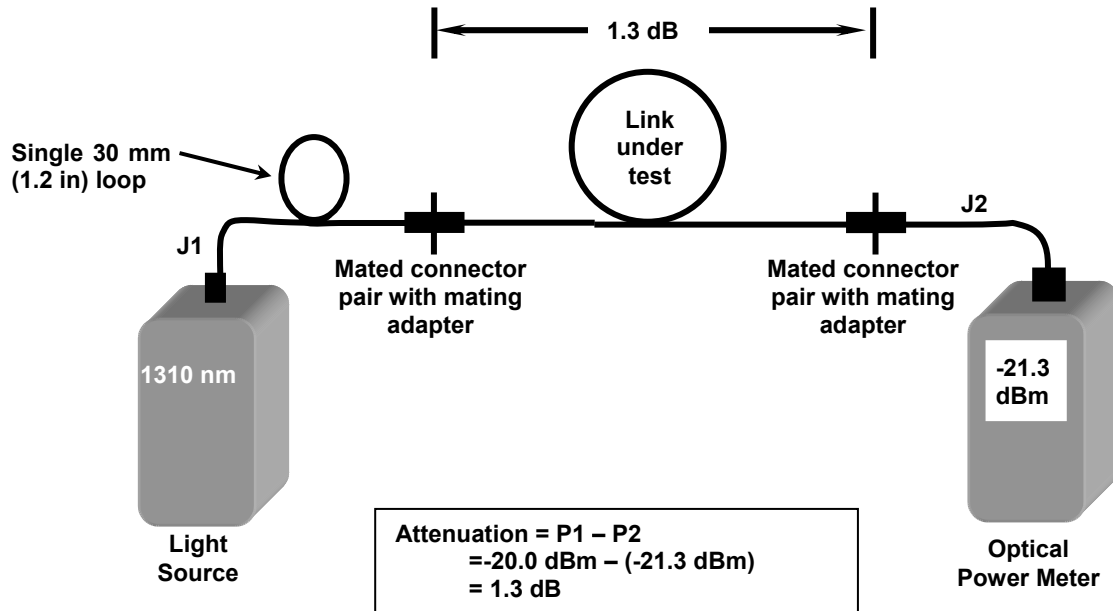 1.3 dB
Single 30 mm
(1.2 in) loop
Link
under
test
J1
J2
Mated connector
pair with mating
adapter
Mated connector
pair with mating
adapter
1310 nm
-21.3
dBm
Light
Source
Attenuation = P1 – P2
=-20.0 dBm – (-21.3 dBm)
= 1.3 dB
Optical
Power Meter